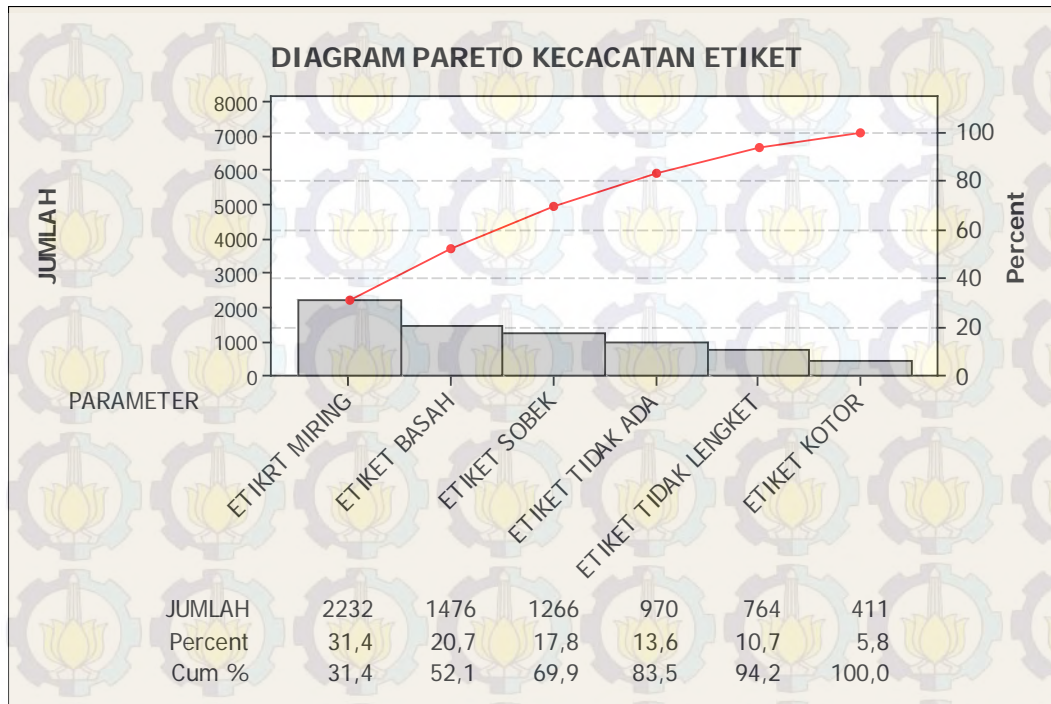 DIAGRAM PARETO KECACATAN ETIKET
8000
7000
6000
5000
4000
3000
2000
1000
0
JUMLAH
100
80
60
40
20
0
Percent
PARAMETER
ETIKRT MIRING
ETIKET BASAH
ETIKET SOBEK
ETIKET TIDAK ADA
ETIKET TIDAK LENGKET
ETIKET KOTOR
JUMLAH 2232 1476 1266 970 764 411
Percent 31,4 20,7 17,8 13,6 10,7 5,8
Cum % 31,4 52,1 69,9 83,5 94,2 100,0